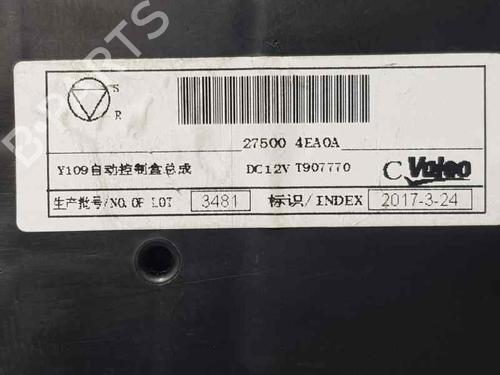 S
R
27500 4EA0A
Y109自动控制盒总成 DC12V T907770 C Valeo
生产批号/NO.OF LOT 3481 标识/INDEX 2017-3-24
B-PARTS